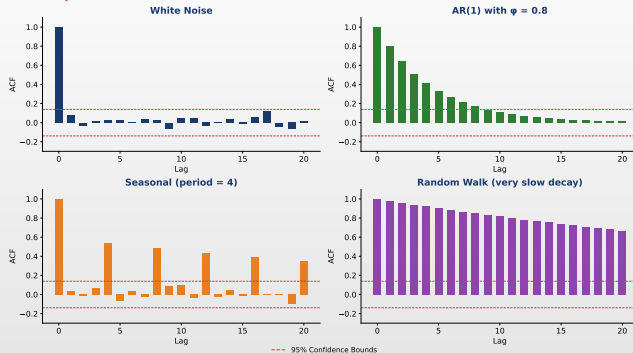 White Noise
1.0
0.8
0.6
0.4
0.2
0.0
−0.2
ACF
0 5 10 15 20
Lag
AR(1) with φ = 0.8
1.0
0.8
0.6
0.4
0.2
0.0
−0.2
ACF
0 5 10 15 20
Lag
Seasonal (period = 4)
1.0
0.8
0.6
0.4
0.2
0.0
−0.2
ACF
0 5 10 15 20
Lag
Random Walk (very slow decay)
1.0
0.8
0.6
0.4
0.2
0.0
−0.2
ACF
0 5 10 15 20
Lag
95% Confidence Bounds